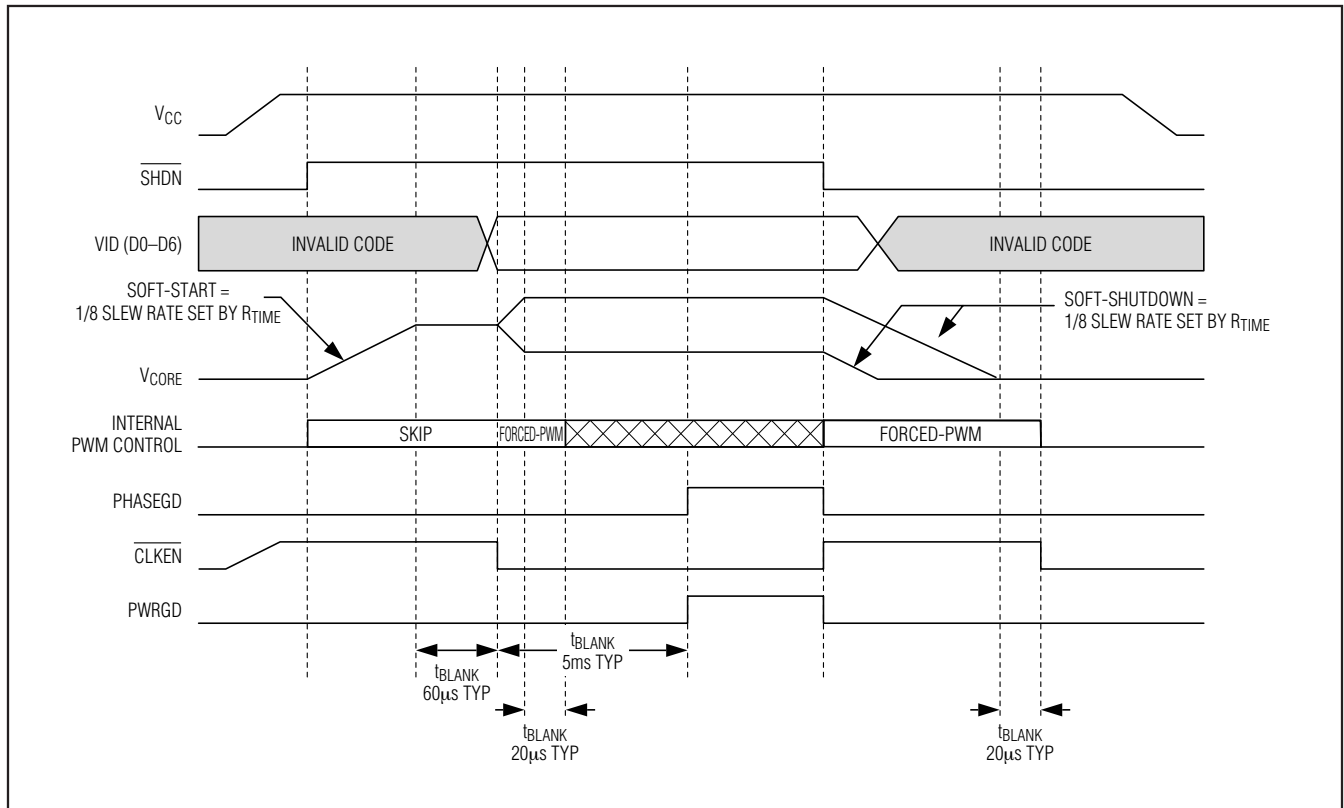 VCC
SHDN
VID (D0–D6)
INVALID CODE
INVALID CODE
SOFT-START =
1/8 SLEW RATE SET BY RTIME
SOFT-SHUTDOWN =
1/8 SLEW RATE SET BY RTIME
VCORE
INTERNAL
PWM CONTROL
SKIP
FORCED-PWM
FORCED-PWM
PHASEGD
CLKEN
PWRGD
tBLANK
60μs TYP
tBLANK
5ms TYP
tBLANK
20μs TYP
tBLANK
20μs TYP